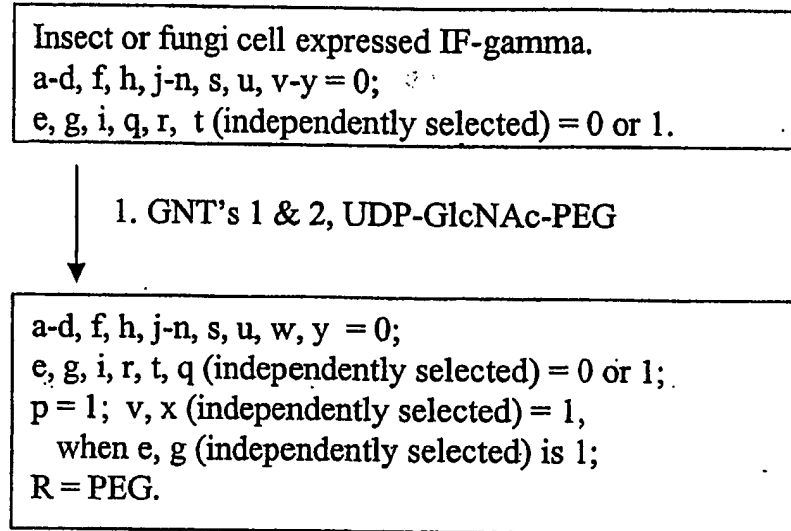 Insect or fungi cell expressed IF-gamma.
a-d, f, h, j-n, s, u, v-y = 0;
e, g, i, q, r, t (independently selected) = 0 or 1.
1. GNT's 1 & 2, UDP-GlcNAc-PEG
a-d, f, h, j-n, s, u, w, y = 0;
e, g, i, r, t, q (independently selected) = 0 or 1;
p = 1; v, x (independently selected) = 1,
when e, g (independently selected) is 1;
R = PEG.